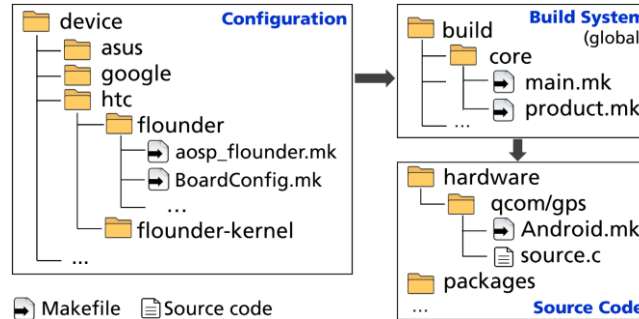 device
Configuration
asus
google
htc
flounder
aosp_flounder.mk
BoardConfig.mk
...
flounder-kernel
...
Build System
(global
build
core
main.mk
product.mk
...
hardware
qcom/gps
Android.mk
source.c
packages
...
Source Code
Makefile
Source code